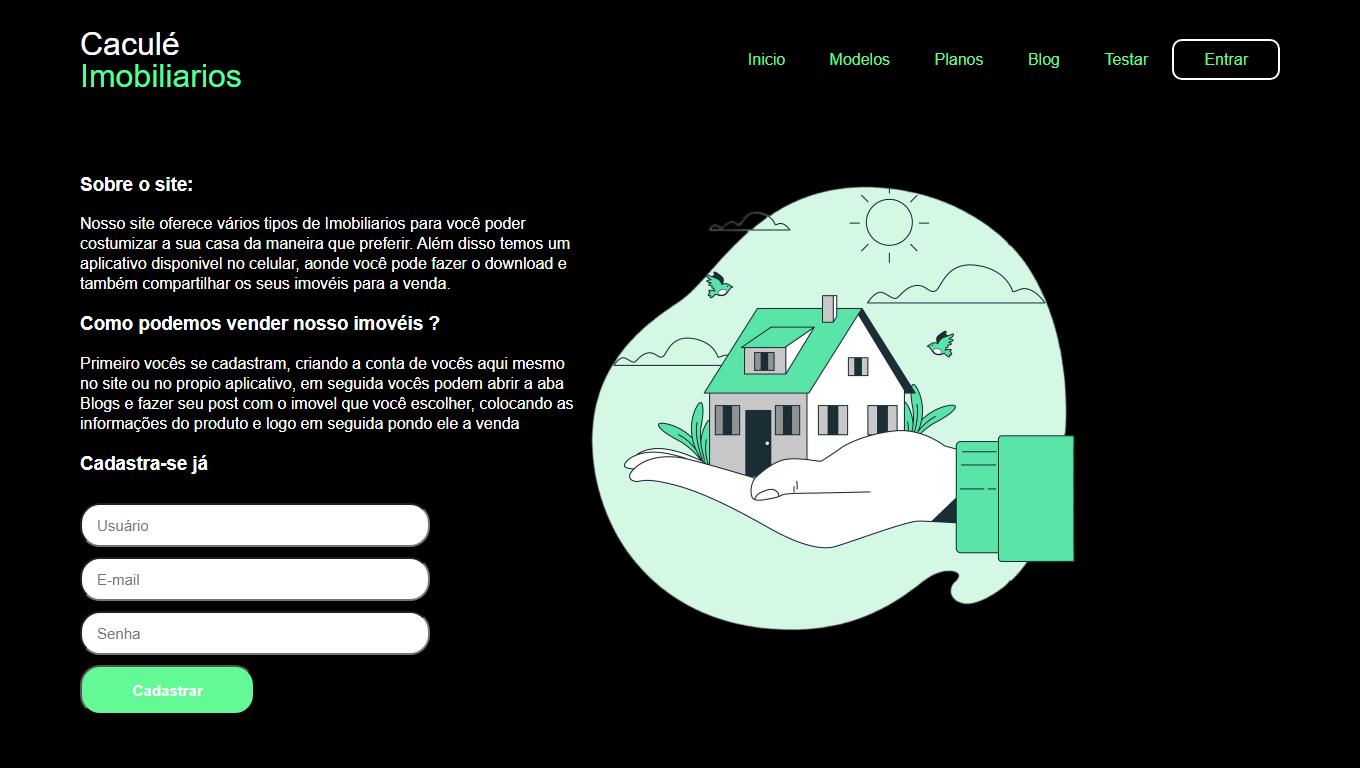 Caculé
Imobiliarios
Inicio
Modelos
Planos
Blog
Testar
Entrar
Sobre o site:
Nosso site oferece vários tipos de Imobiliarios para você poder
costumizar a sua casa da maneira que preferir. Além disso temos um
aplicativo disponivel no celular, aonde você pode fazer o download e
também compartilhar os seus imovéis para a venda.
Como podemos vender nosso imovéis ?
Primeiro vocês se cadastram, criando a conta de vocês aqui mesmo
no site ou no propio aplicativo, em seguida vocês podem abrir a aba
Blogs e fazer seu post com o imovel que você escolher, colocando as
informações do produto e logo em seguida pondo ele a venda
Cadastra-se já
Usuário
E-mail
Senha
Cadastrar